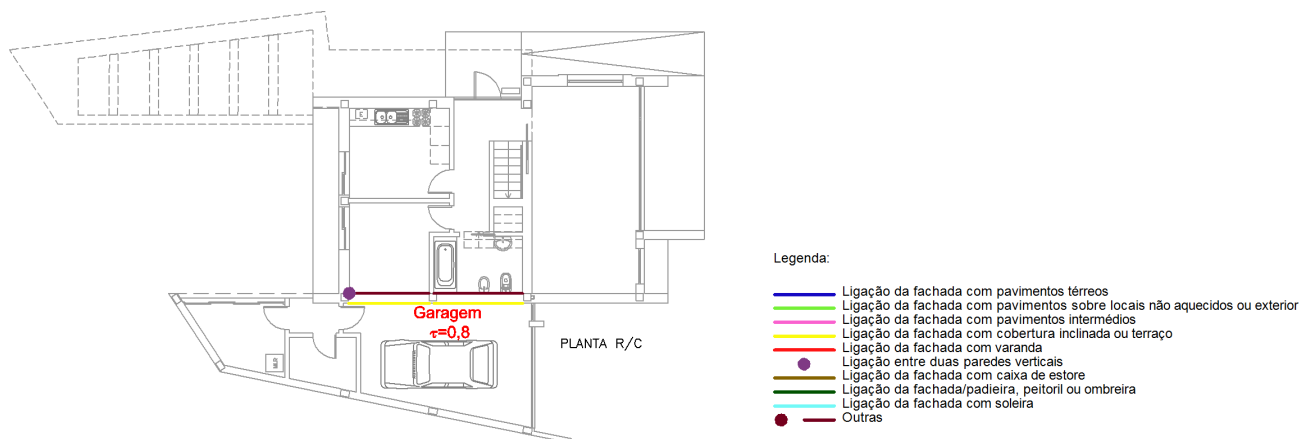 Garagem
τ=0,8
PLANTA R/C
Legenda:
Ligação da fachada com pavimentos térreos
Ligação da fachada com pavimentos sobre locais não aquecidos ou exterior
Ligação da fachada com pavimentos intermédios
Ligação da fachada com cobertura inclinada ou terraço
Ligação da fachada com varanda
Ligação entre duas paredes verticais
Ligação da fachada com caixa de estore
Ligação da fachada/padieira, peitoril ou ombreira
Ligação da fachada com soleira
Outras